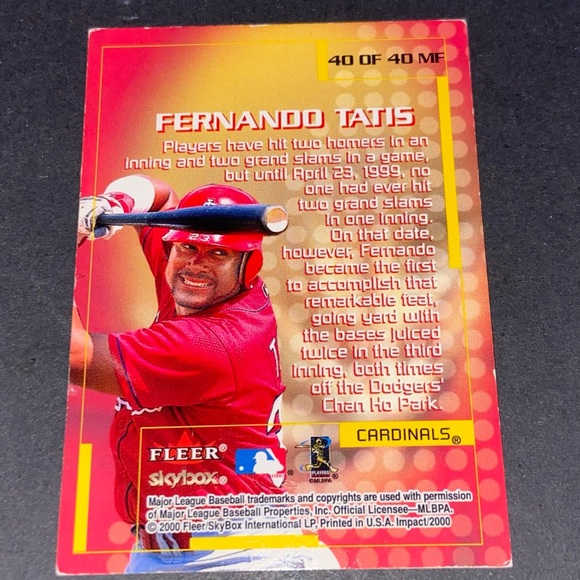 40 OF 40 MF
FERNANDO TATIS
Players have hit two homers in an
inning and two grand slams in a game,
but until April 23, 1999, no
one had ever hit
two grand slams
in one inning.
On that date,
however, Fernando
became the first
to accomplish that
remarkable feat,
going yard with
the bases juiced
twice in the third
inning, both times
off the Dodgers'
Chan Ho Park.
CARDINALS®
FLEER®
skybox®
PLAYERS
©MLBPA
Major League Baseball trademarks and copyrights are used with permission
of Major League Baseball Properties, Inc. Official Licensee—MLBPA.
© 2000 Fleer/SkyBox International LP, Printed in U.S.A. Impact/2000